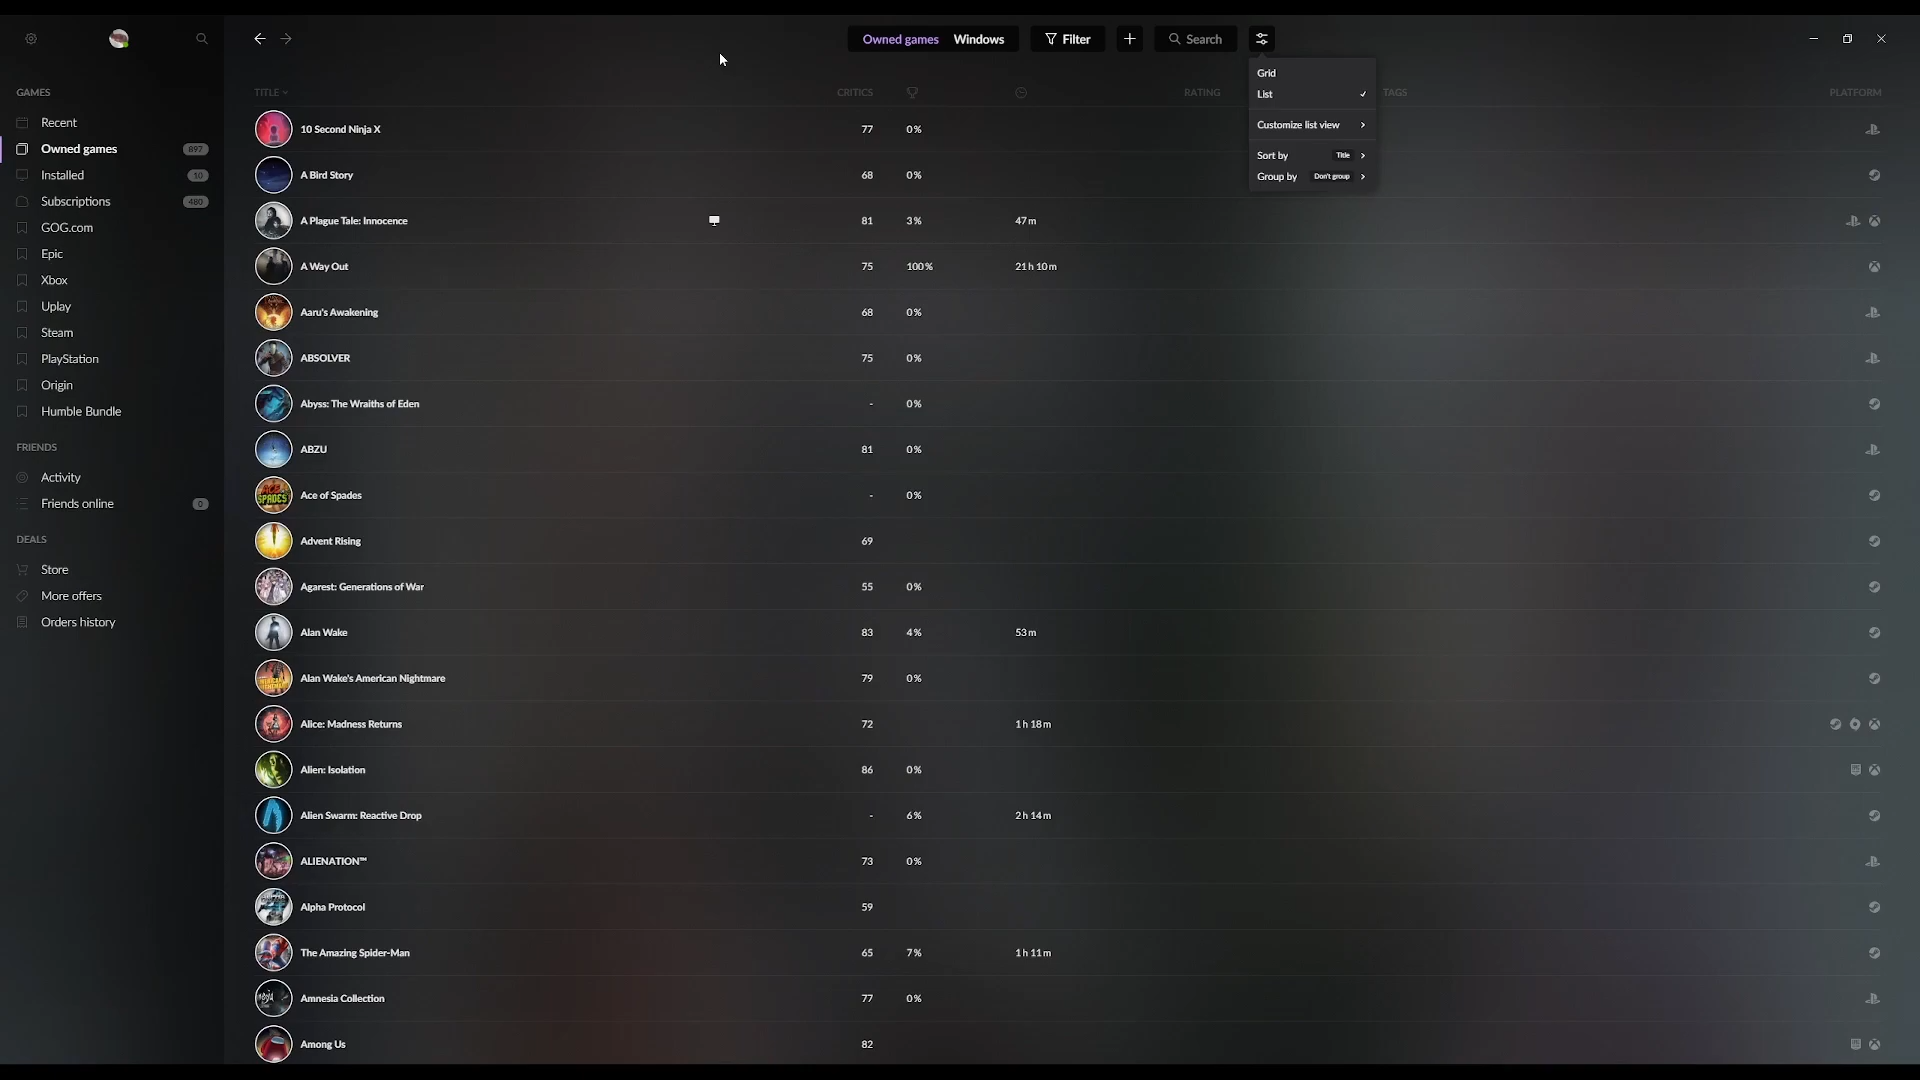 Owned games Windows Filter Search
Grid
List
Customize list view
Sort by Title
Group by Don't group
GAMES
Recent
Owned games 897
Installed 10
Subscriptions 480
GOG.com
Epic
Xbox
Uplay
Steam
PlayStation
Origin
Humble Bundle
FRIENDS
Activity
Friends online 0
DEALS
Store
More offers
Orders history
TITLE CRITICS RATING TAGS PLATFORM
10 Second Ninja X 77 0%
A Bird Story 68 0%
A Plague Tale: Innocence 81 3% 47m
A Way Out 75 100% 21h 10m
Aaru's Awakening 68 0%
ABSOLVER 75 0%
Abyss: The Wraiths of Eden - 0%
ABZU 81 0%
Ace of Spades - 0%
Advent Rising 69
Agarest: Generations of War 55 0%
Alan Wake 83 4% 53m
Alan Wake's American Nightmare 79 0%
Alice: Madness Returns 72 1h 18m
Alien: Isolation 86 0%
Alien Swarm: Reactive Drop - 6% 2h 14m
ALIENATION™ 73 0%
Alpha Protocol 59
The Amazing Spider-Man 65 7% 1h 11m
Amnesia Collection 77 0%
Among Us 82